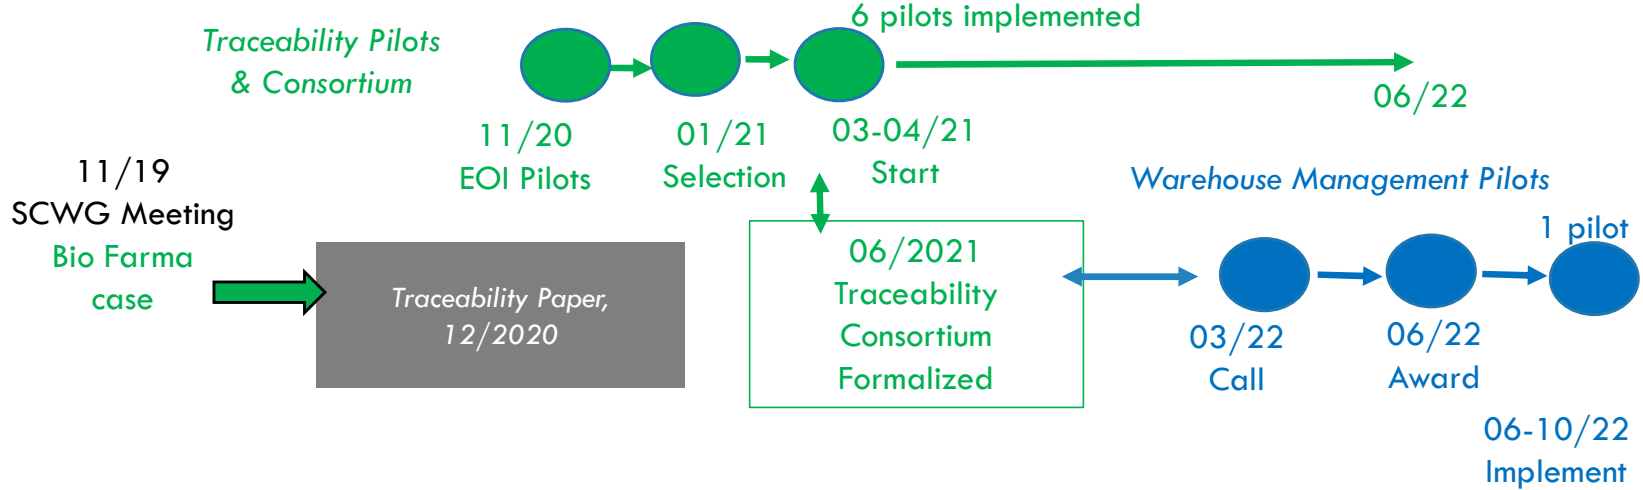 6 pilots implemented
Traceability Pilots
& Consortium
06/22
11/20
EOI Pilots
01/21
Selection
03-04/21
Start
11/19
SCWG Meeting
Bio Farma
case
Traceability Paper,
12/2020
06/2021
Traceability
Consortium
Formalized
Warehouse Management Pilots
1 pilot
03/22
Call
06/22
Award
06-10/22
Implement